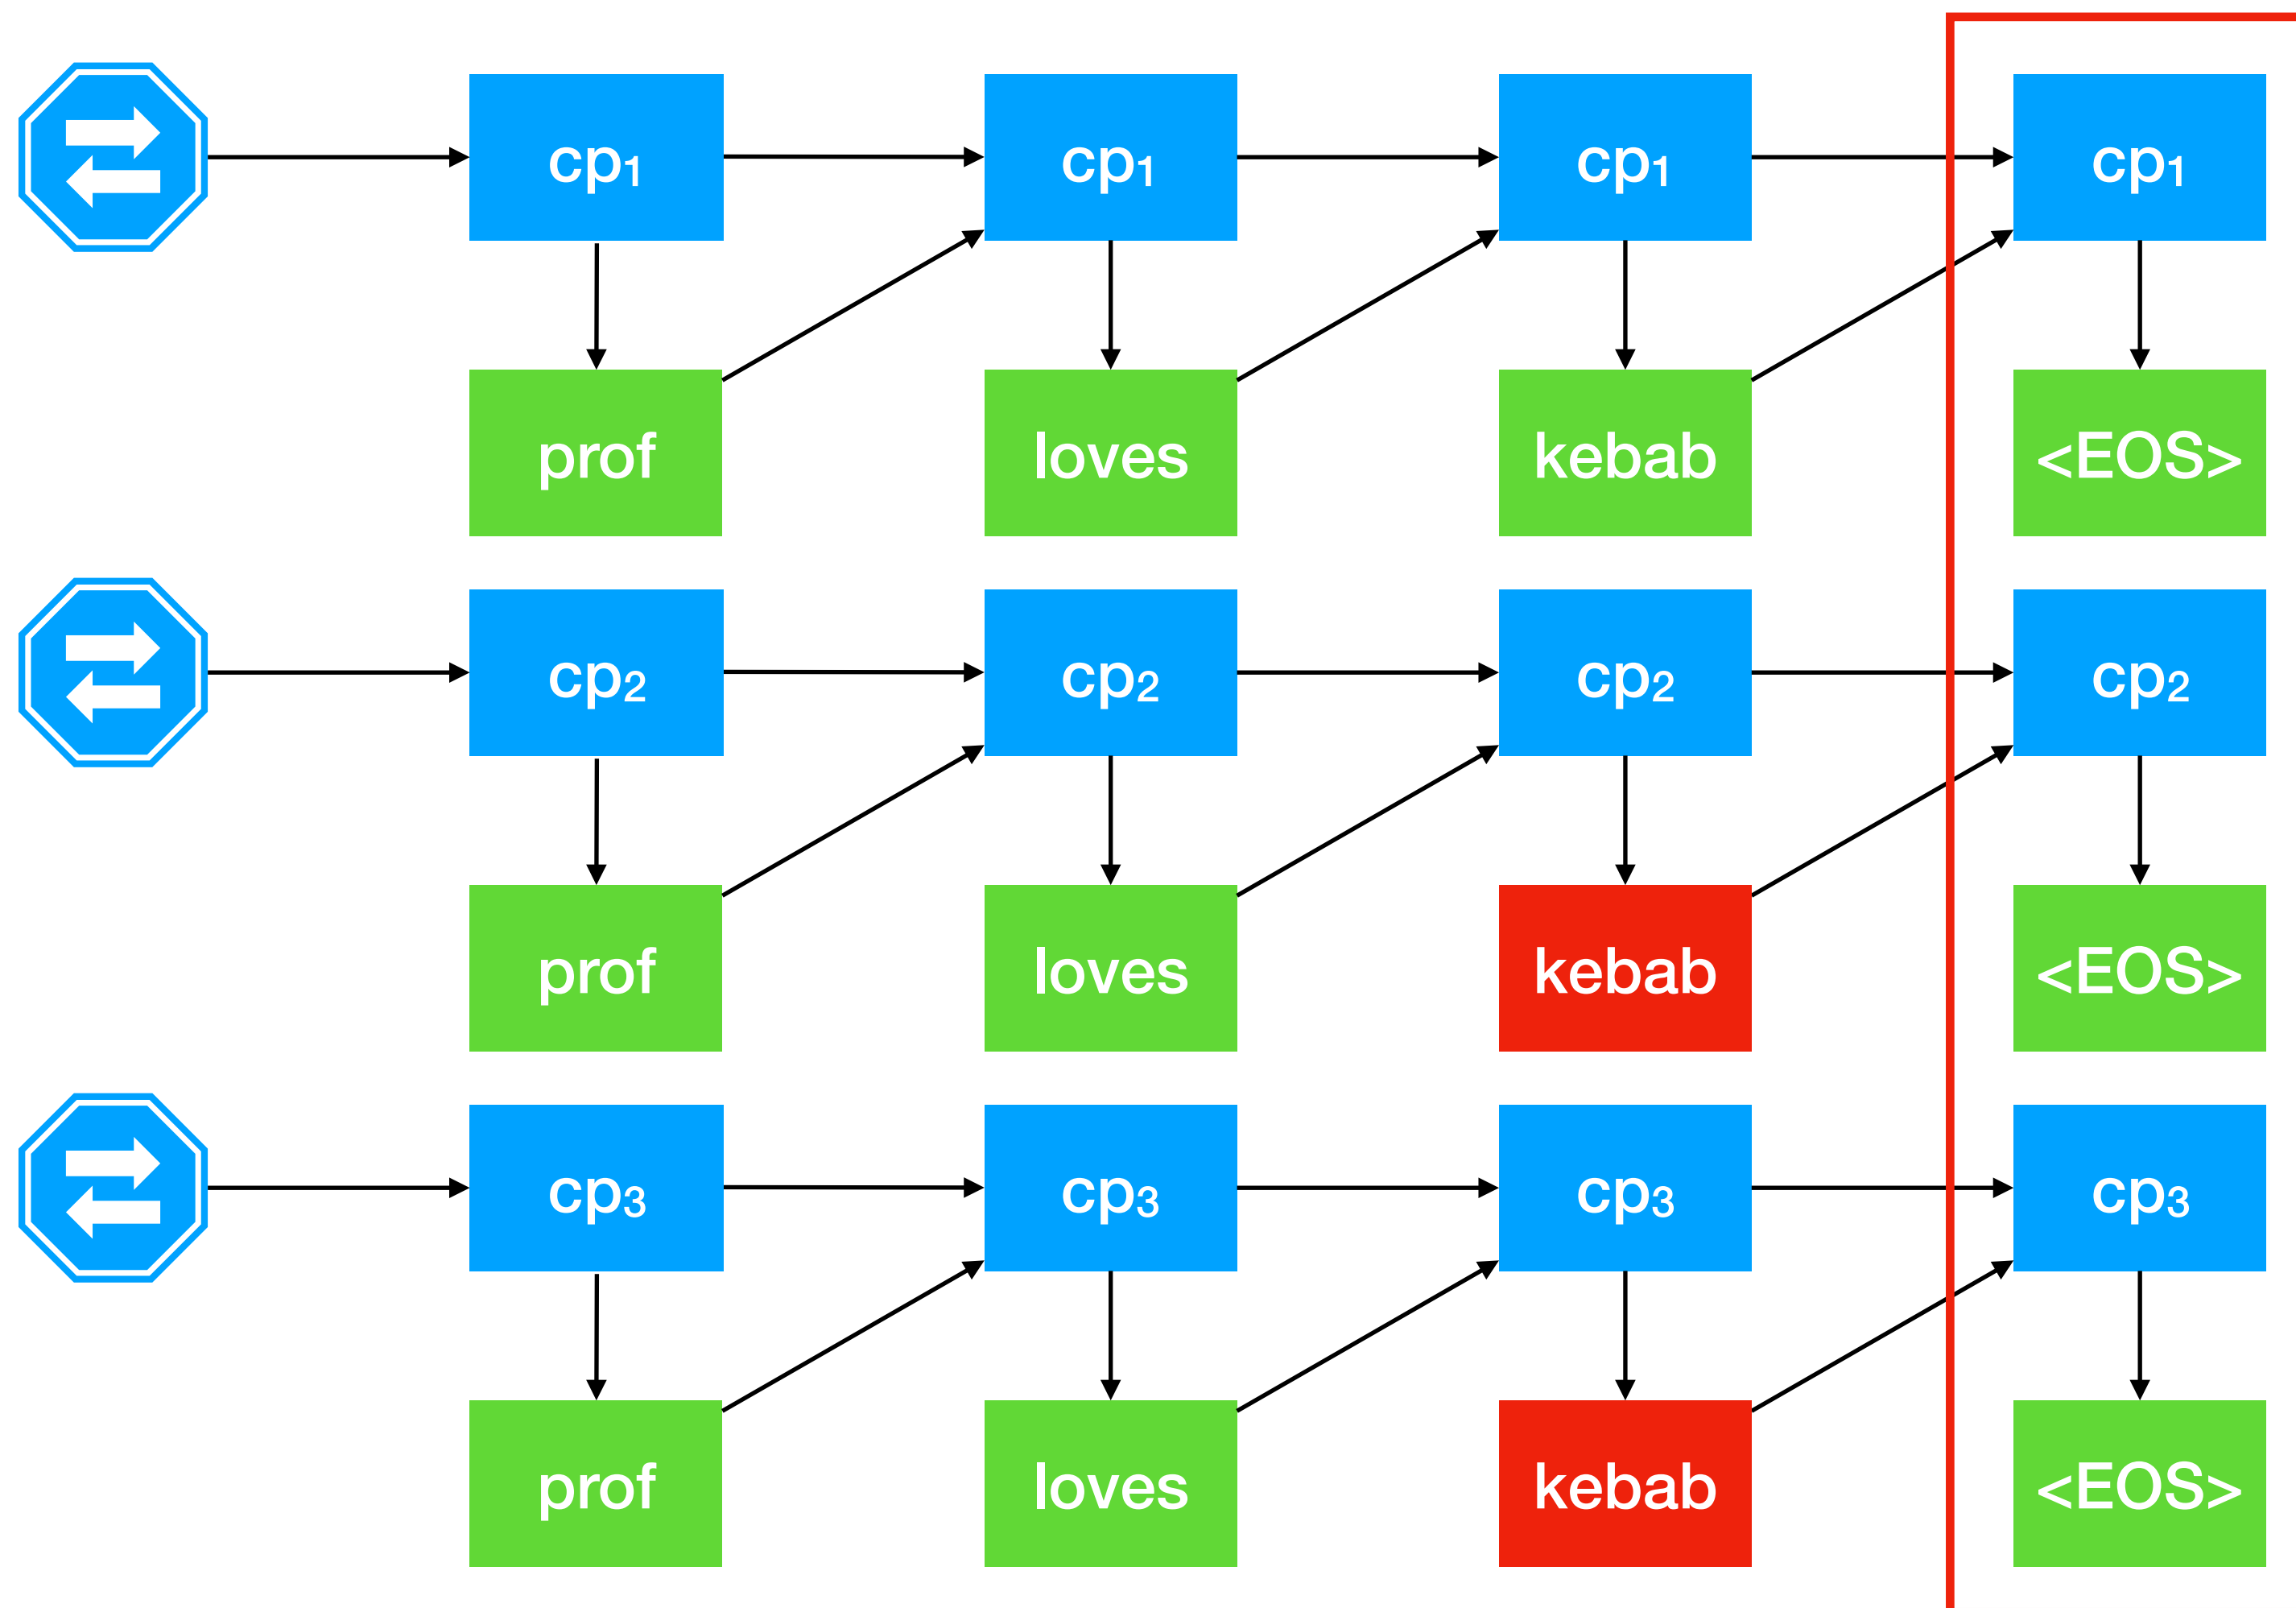 cp₁ cp₁ cp₁ cp₁
prof loves kebab <EOS>
cp₂ cp₂ cp₂ cp₂
prof loves kebab <EOS>
cp₃ cp₃ cp₃ cp₃
prof loves kebab <EOS>